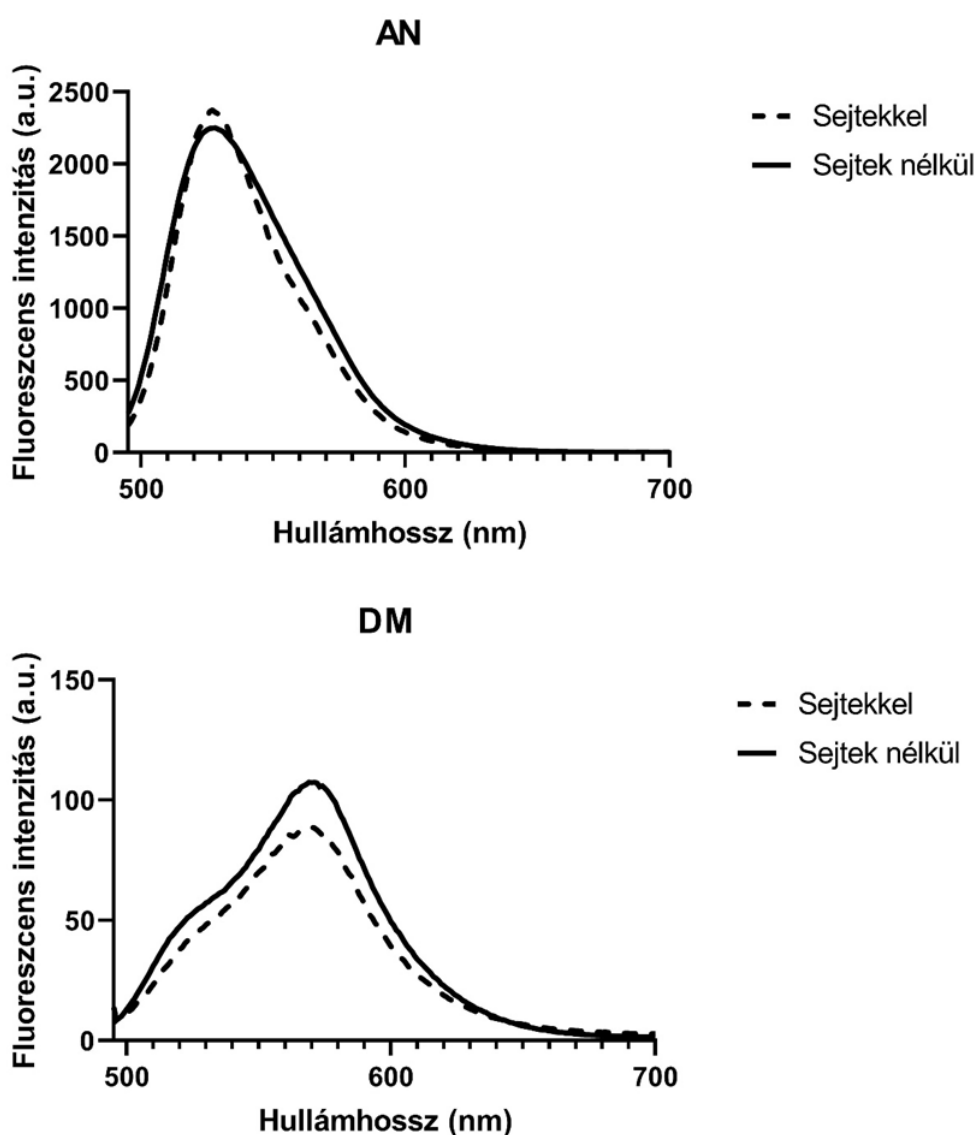 AN
Fluoreszcens intenzitás (a.u.)
2500
2000
1500
1000
500
0
500
600
700
Hullámhossz (nm)
Sejtekkel
Sejtek nélkül
DM
Fluoreszcens intenzitás (a.u.)
150
100
50
0
500
600
700
Hullámhossz (nm)
Sejtekkel
Sejtek nélkül